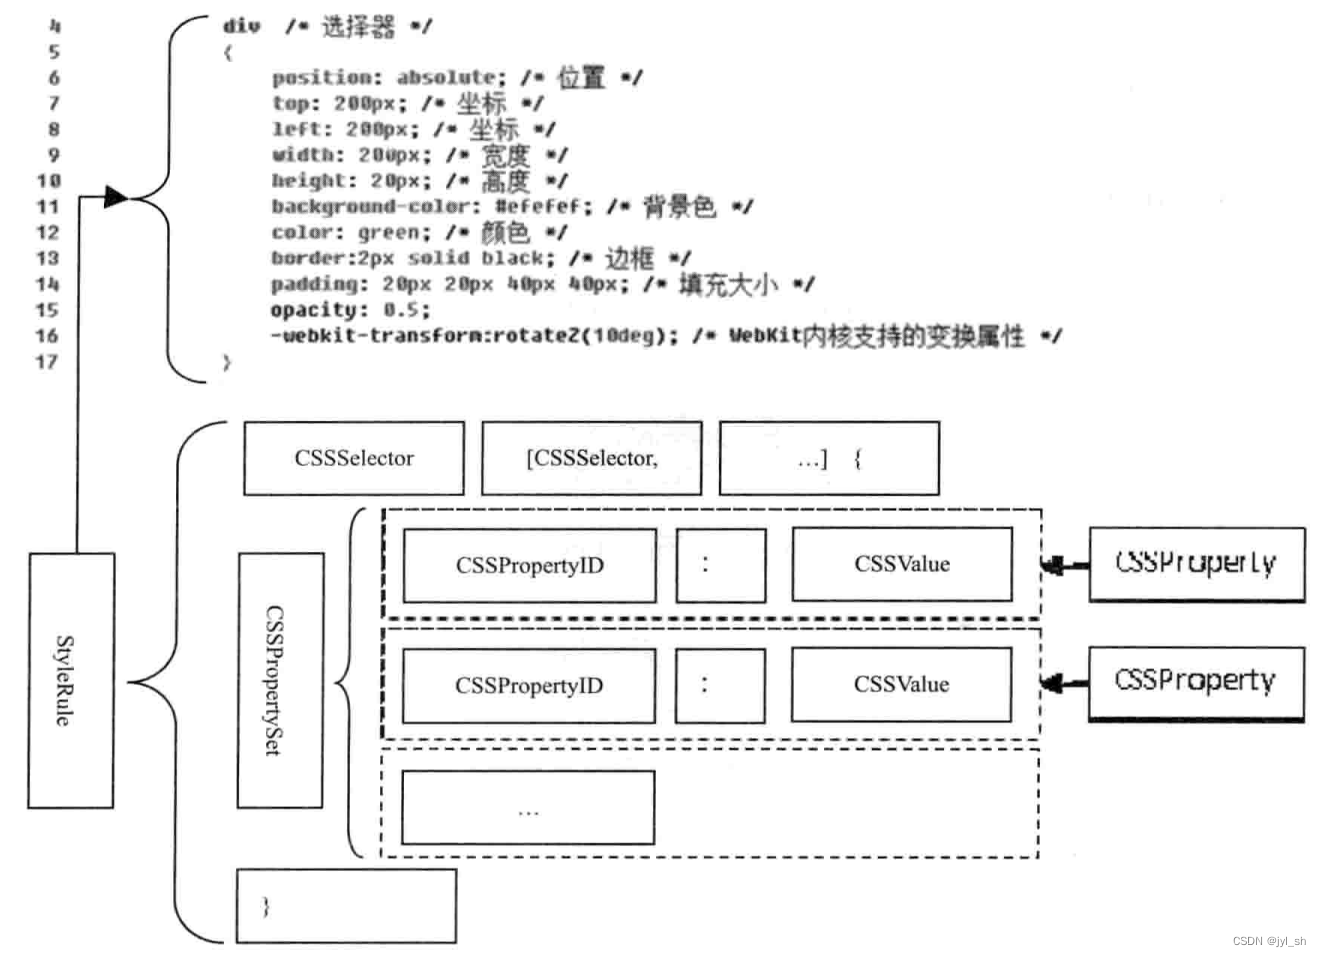 4 div /* 选择器 */
5 {
6 position: absolute; /* 位置 */
7 top: 200px; /* 坐标 */
8 left: 200px; /* 坐标 */
9 width: 200px; /* 宽度 */
10 height: 20px; /* 高度 */
11 background-color: #efefef; /* 背景色 */
12 color: green; /* 颜色 */
13 border:2px solid black; /* 边框 */
14 padding: 20px 20px 40px 40px; /* 填充大小 */
15 opacity: 0.5;
16 -webkit-transform:rotateZ(10deg); /* WebKit内核支持的变换属性 */
17 }
CSSSelector [CSSSelector, …] {
StyleRule
CSSPropertySet
CSSPropertyID : CSSValue
CSSProperty
CSSPropertyID : CSSValue
CSSProperty
…
}
CSDN @jyl_sh